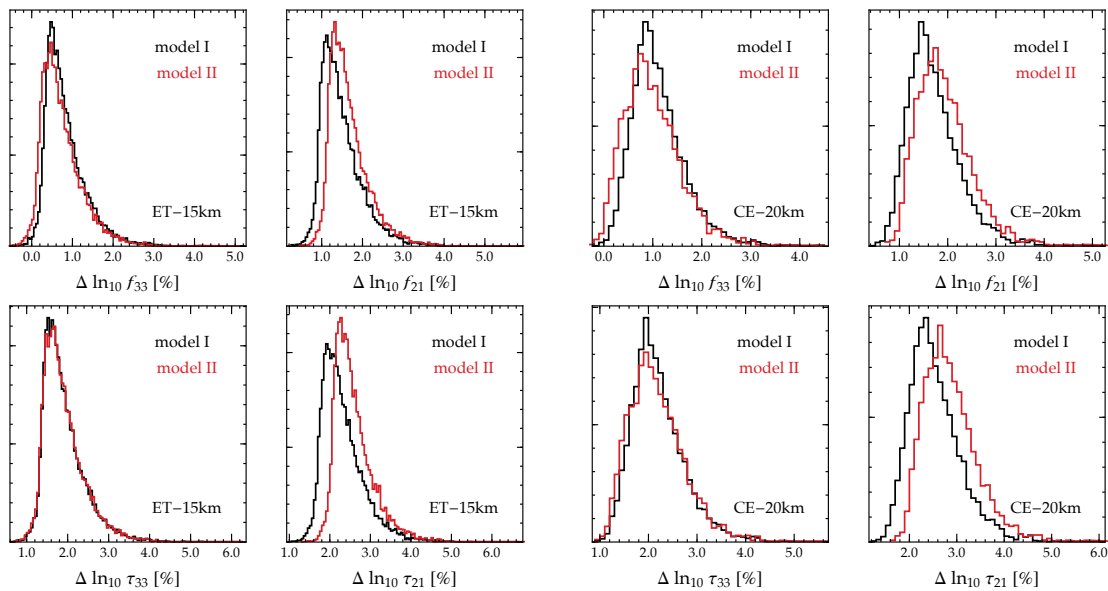 model I
model II
ET−15km
0.0 1.0 2.0 3.0 4.0 5.0
Δ ln₁₀ f₃₃ [%]
model I
model II
ET−15km
0.0 1.0 2.0 3.0 4.0 5.0
Δ ln₁₀ f₂₁ [%]
model I
model II
CE−20km
0.0 1.0 2.0 3.0 4.0
Δ ln₁₀ f₃₃ [%]
model I
model II
CE−20km
1.0 2.0 3.0 4.0 5.0
Δ ln₁₀ f₂₁ [%]
model I
model II
ET−15km
1.0 2.0 3.0 4.0 5.0 6.0
Δ ln₁₀ τ₃₃ [%]
model I
model II
ET−15km
1.0 2.0 3.0 4.0 5.0 6.0
Δ ln₁₀ τ₂₁ [%]
model I
model II
CE−20km
1.0 2.0 3.0 4.0 5.0
Δ ln₁₀ τ₃₃ [%]
model I
model II
CE−20km
2.0 3.0 4.0 5.0 6.0
Δ ln₁₀ τ₂₁ [%]